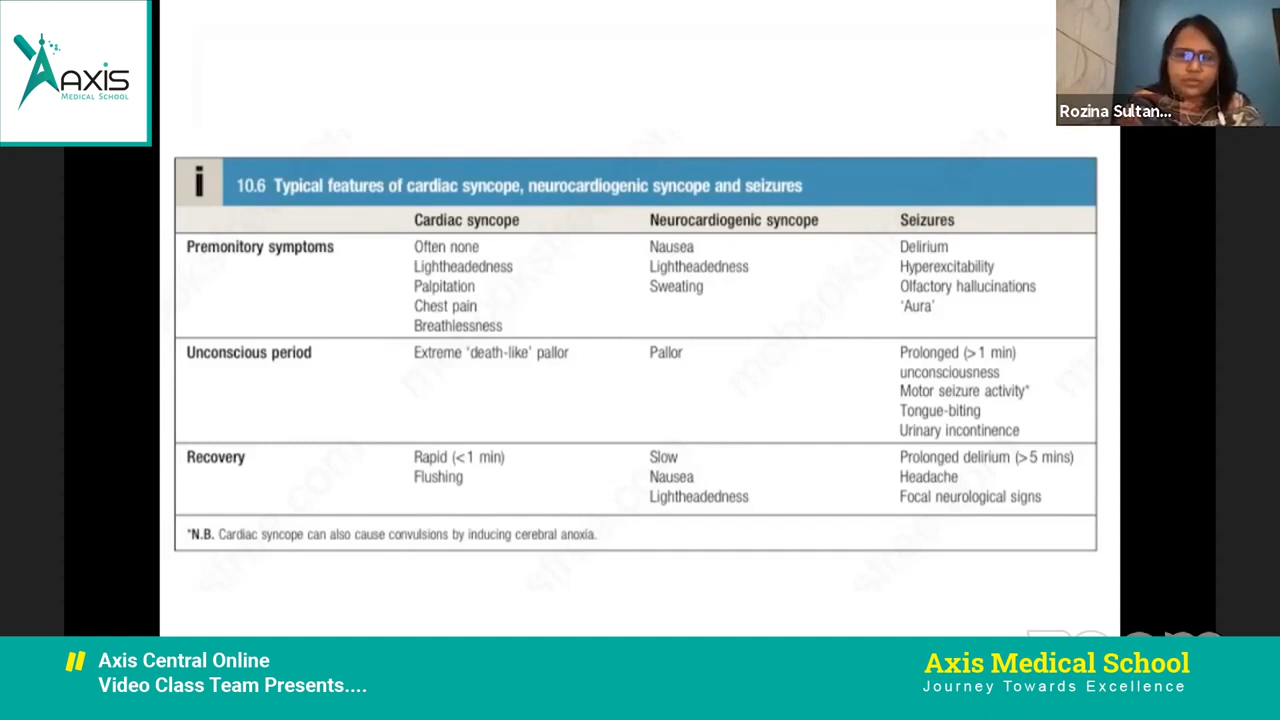 AXIS
MEDICAL SCHOOL
Rozina Sultan...
i
10.6 Typical features of cardiac syncope, neurocardiogenic syncope and seizures
Cardiac syncope Neurocardiogenic syncope Seizures
Premonitory symptoms Often none Nausea Delirium
Lightheadedness Lightheadedness Hyperexcitability
Palpitation Sweating Olfactory hallucinations
Chest pain ‘Aura’
Breathlessness
Unconscious period Extreme ‘death-like’ pallor Pallor Prolonged (>1 min)
unconsciousness
Motor seizure activity*
Tongue-biting
Urinary incontinence
Recovery Rapid (<1 min) Slow Prolonged delirium (>5 mins)
Flushing Nausea Headache
Lightheadedness Focal neurological signs
*N.B. Cardiac syncope can also cause convulsions by inducing cerebral anoxia.
Axis Central Online
Video Class Team Presents....
Axis Medical School
Journey Towards Excellence